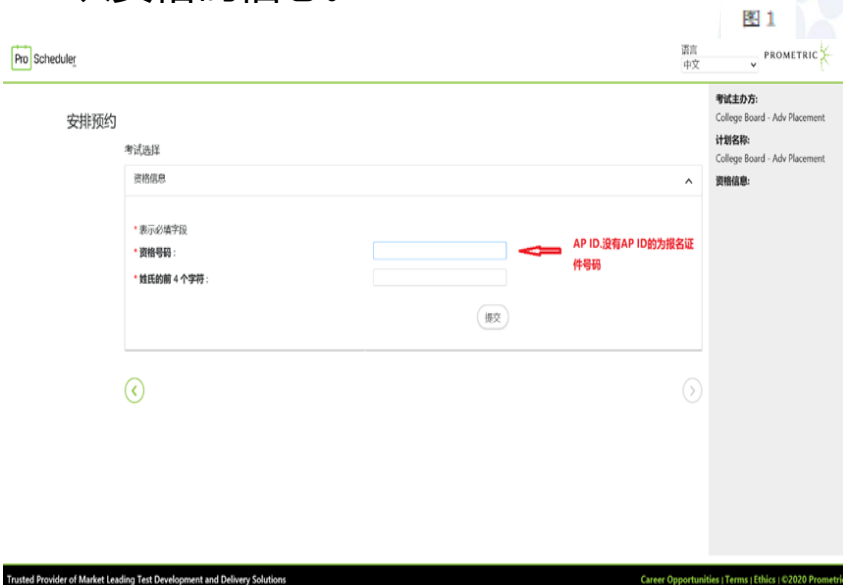 图 1
Pro Scheduler
语言
中文
PROMETRIC
安排预约
考试选择
资格信息
* 表示必填字段
* 资格号码 :
* 姓氏的前 4 个字符 :
AP ID.没有AP ID的为报名证
件号码
提交
考试主办方:
College Board - Adv Placement
计划名称:
College Board - Adv Placement
资格信息:
Trusted Provider of Market Leading Test Development and Delivery Solutions
Career Opportunities | Terms | Ethics | ©2020 Prometri